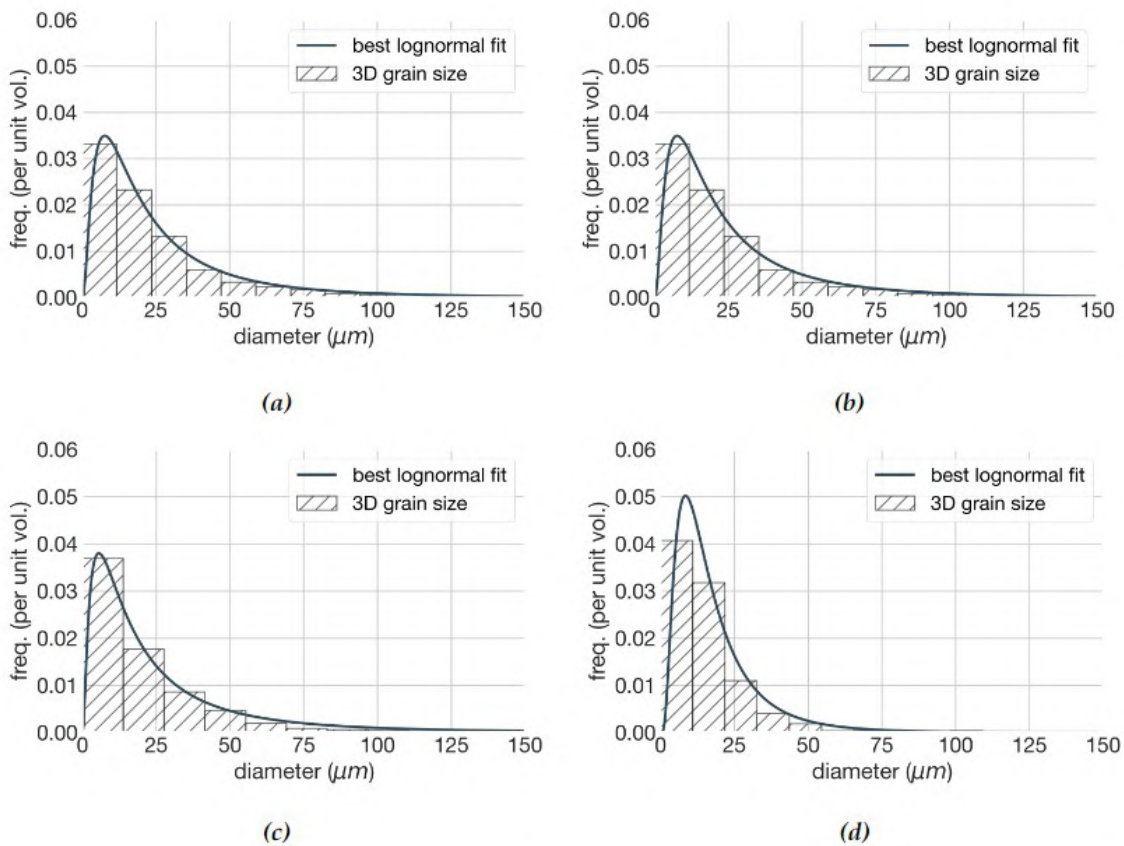 0.06
0.05
0.04
0.03
0.02
0.01
0.00
freq. (per unit vol.)
best lognormal fit
3D grain size
0 25 50 75 100 125 150
diameter (μm)
(a)
0.06
0.05
0.04
0.03
0.02
0.01
0.00
freq. (per unit vol.)
best lognormal fit
3D grain size
0 25 50 75 100 125 150
diameter (μm)
(b)
0.06
0.05
0.04
0.03
0.02
0.01
0.00
freq. (per unit vol.)
best lognormal fit
3D grain size
0 25 50 75 100 125 150
diameter (μm)
(c)
0.06
0.05
0.04
0.03
0.02
0.01
0.00
freq. (per unit vol.)
best lognormal fit
3D grain size
0 25 50 75 100 125 150
diameter (μm)
(d)